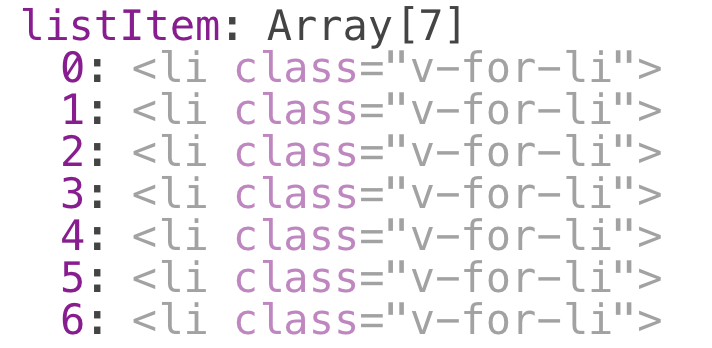 listItem: Array[7]
0: <li class="v-for-li">
1: <li class="v-for-li">
2: <li class="v-for-li">
3: <li class="v-for-li">
4: <li class="v-for-li">
5: <li class="v-for-li">
6: <li class="v-for-li">